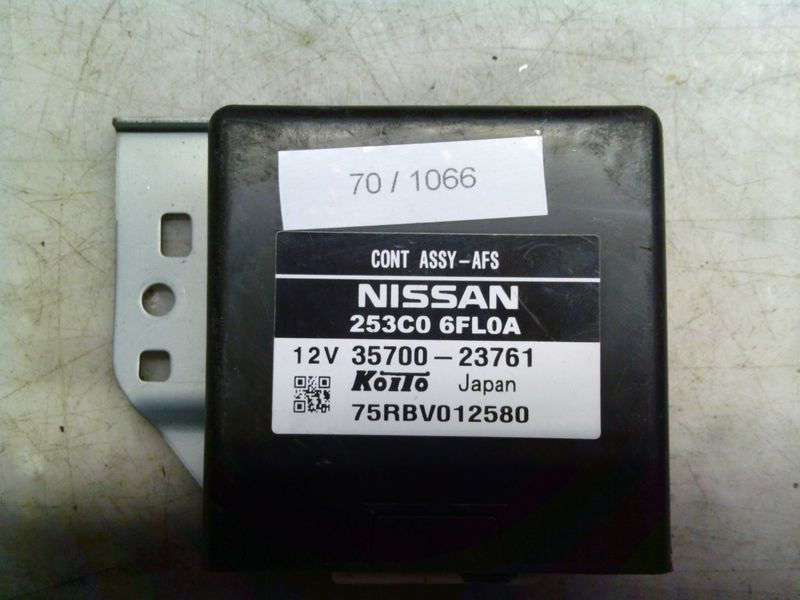 70 / 1066
CONT ASSY-AFS
NISSAN
253C0 6FL0A
12V 35700-23761
KOITO Japan
75RBV012580